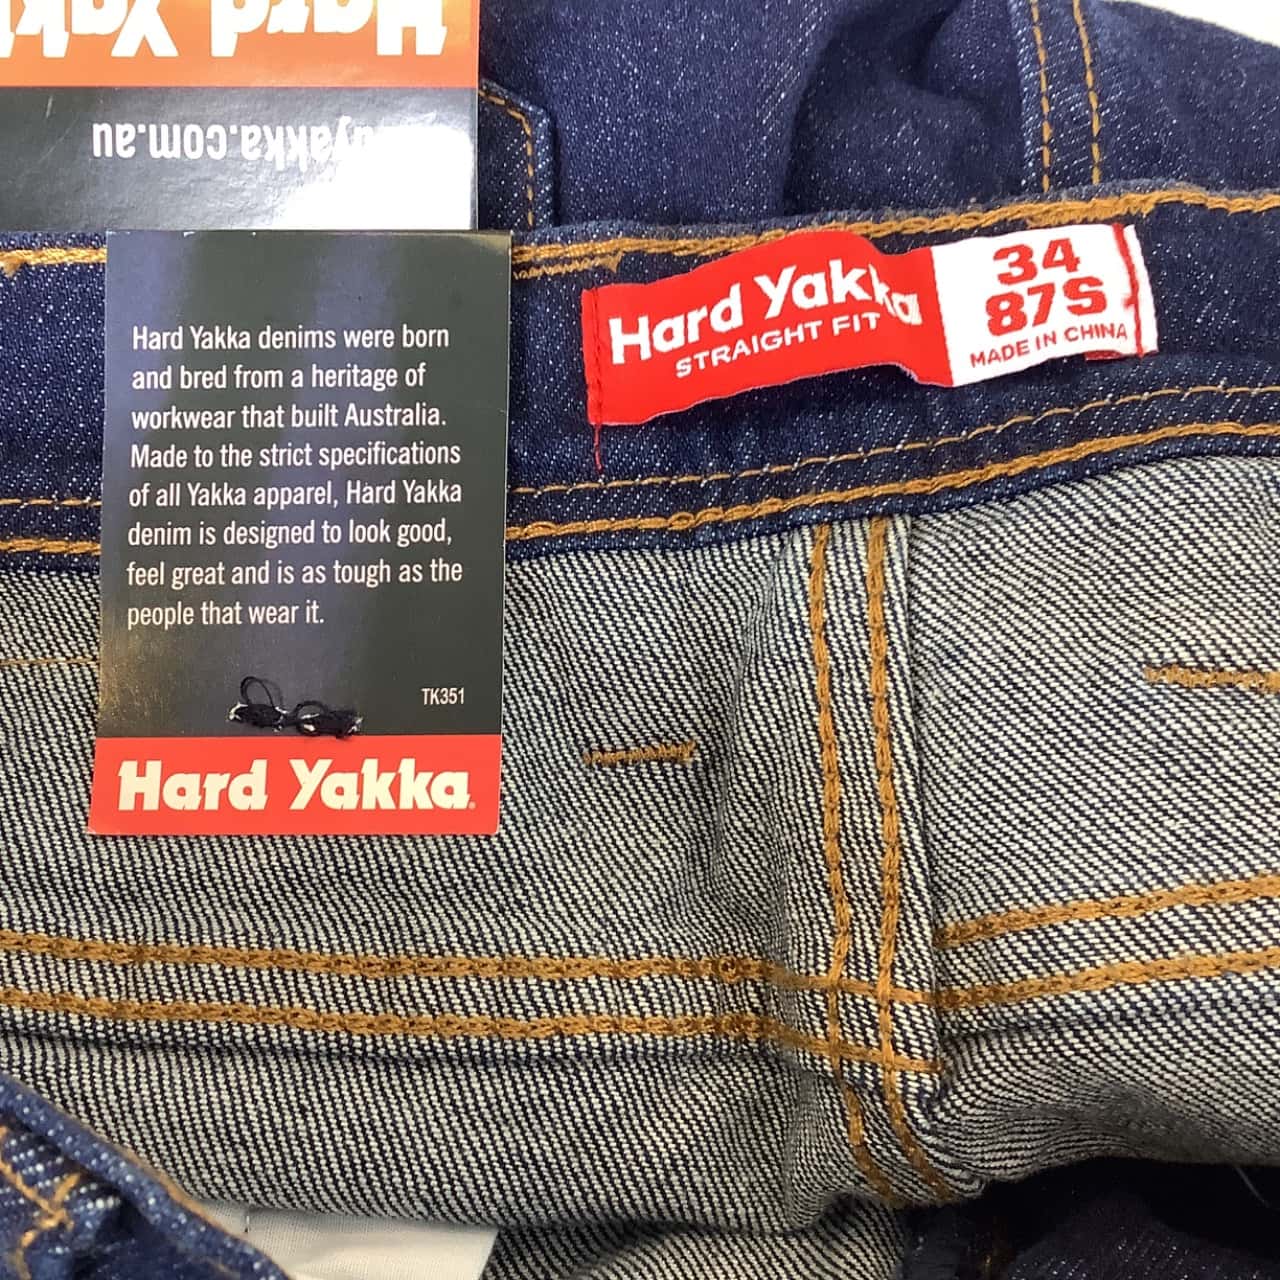 Hard Yakka
yakka.com.au
Hard Yakka denims were born
and bred from a heritage of
workwear that built Australia.
Made to the strict specifications
of all Yakka apparel, Hard Yakka
denim is designed to look good,
feel great and is as tough as the
people that wear it.
TK351
Hard Yakka
Hard Yakka
STRAIGHT FIT
34
87S
MADE IN CHINA